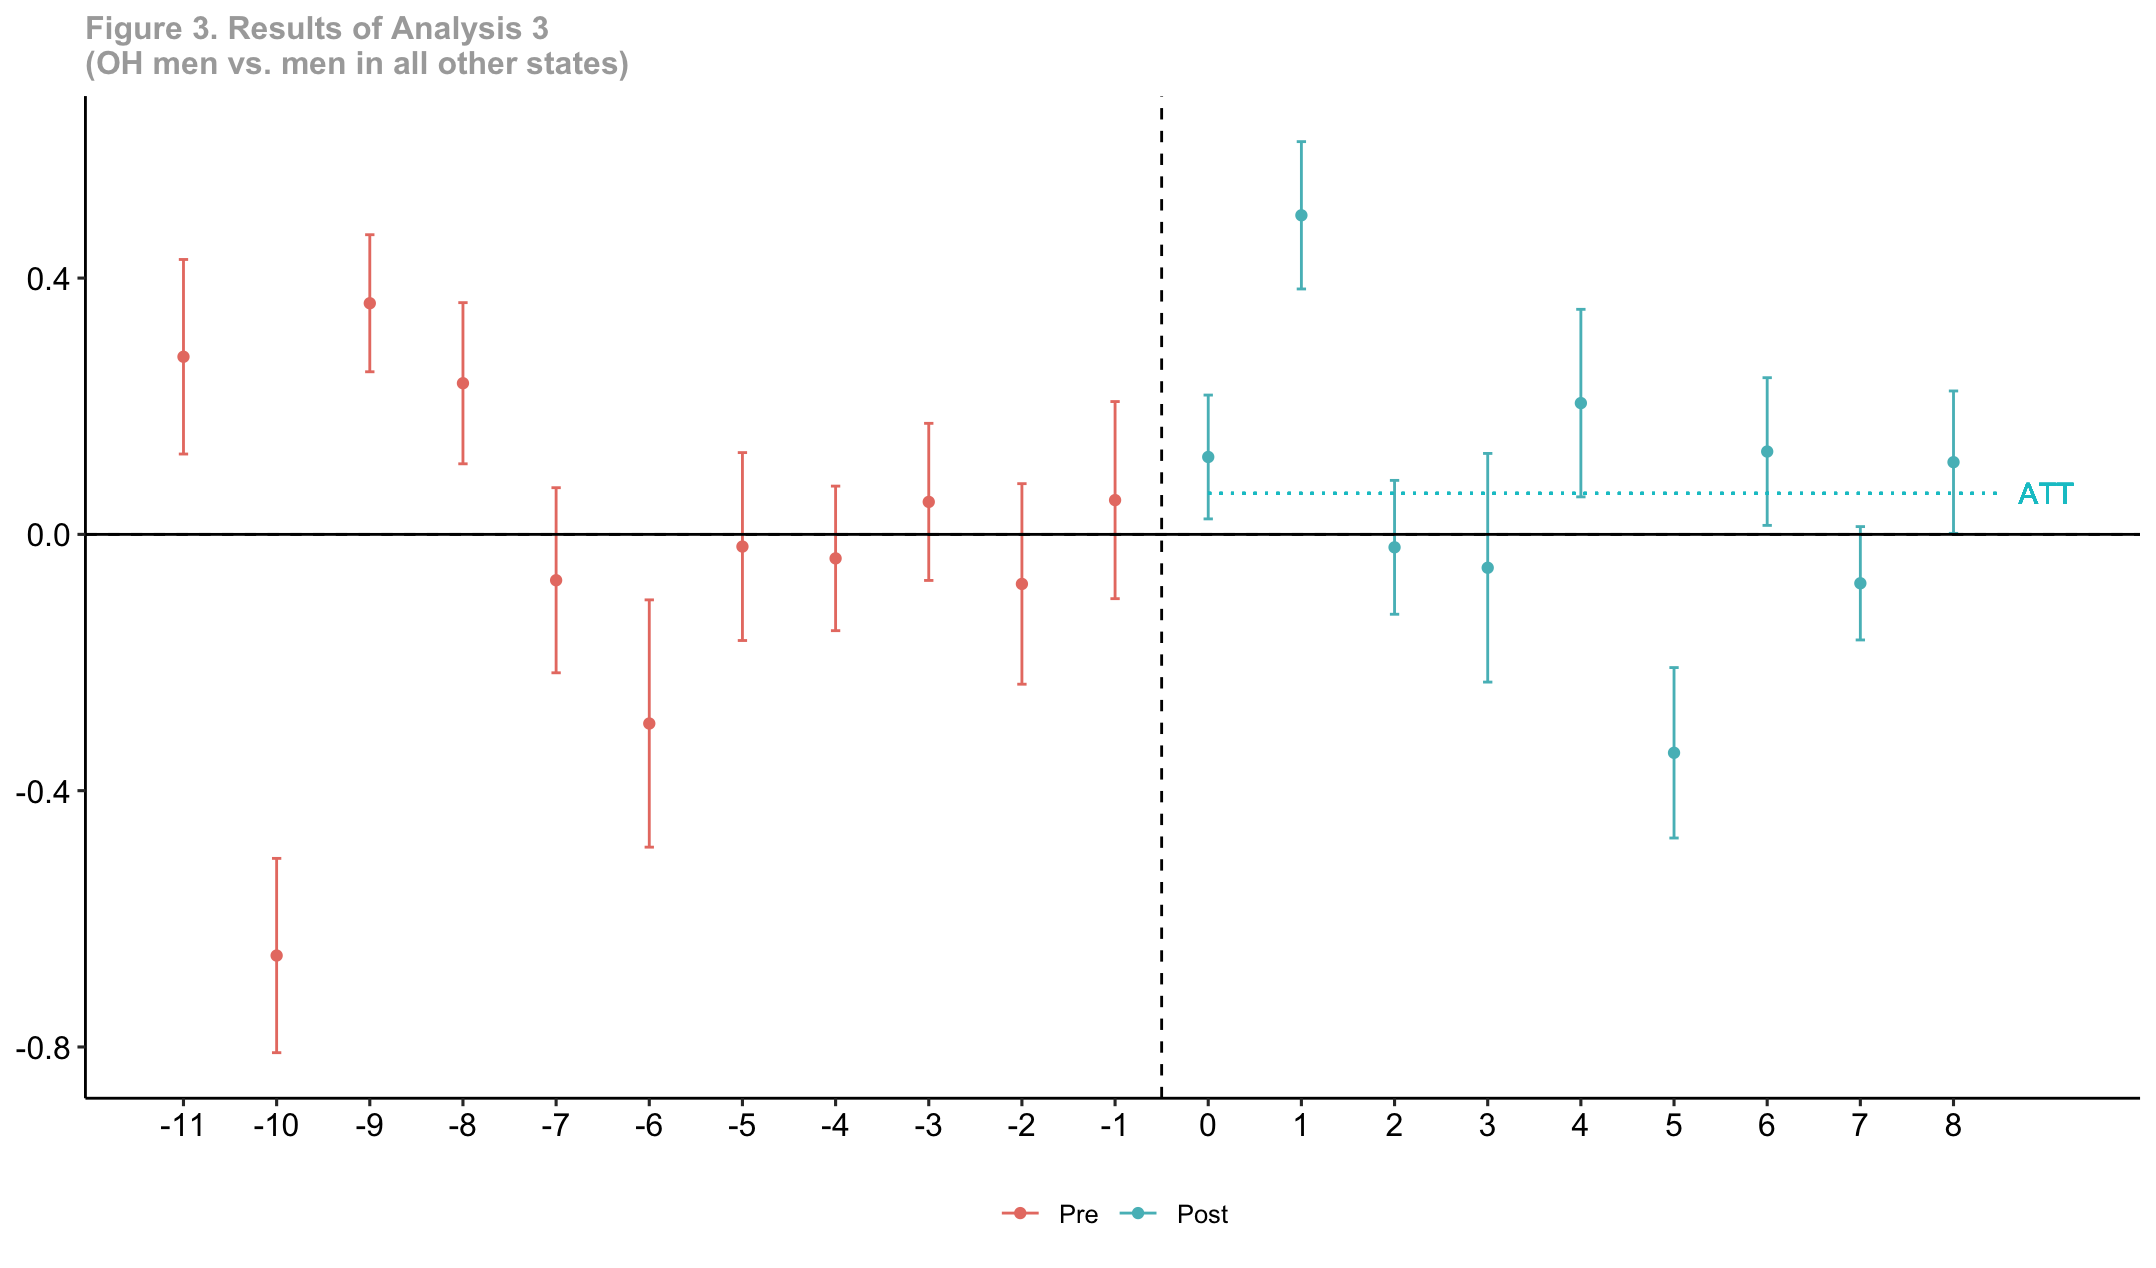 Figure 3. Results of Analysis 3
(OH men vs. men in all other states)
0.4
0.0
-0.4
-0.8
ATT
-11 -10 -9 -8 -7 -6 -5 -4 -3 -2 -1 0 1 2 3 4 5 6 7 8
Pre Post